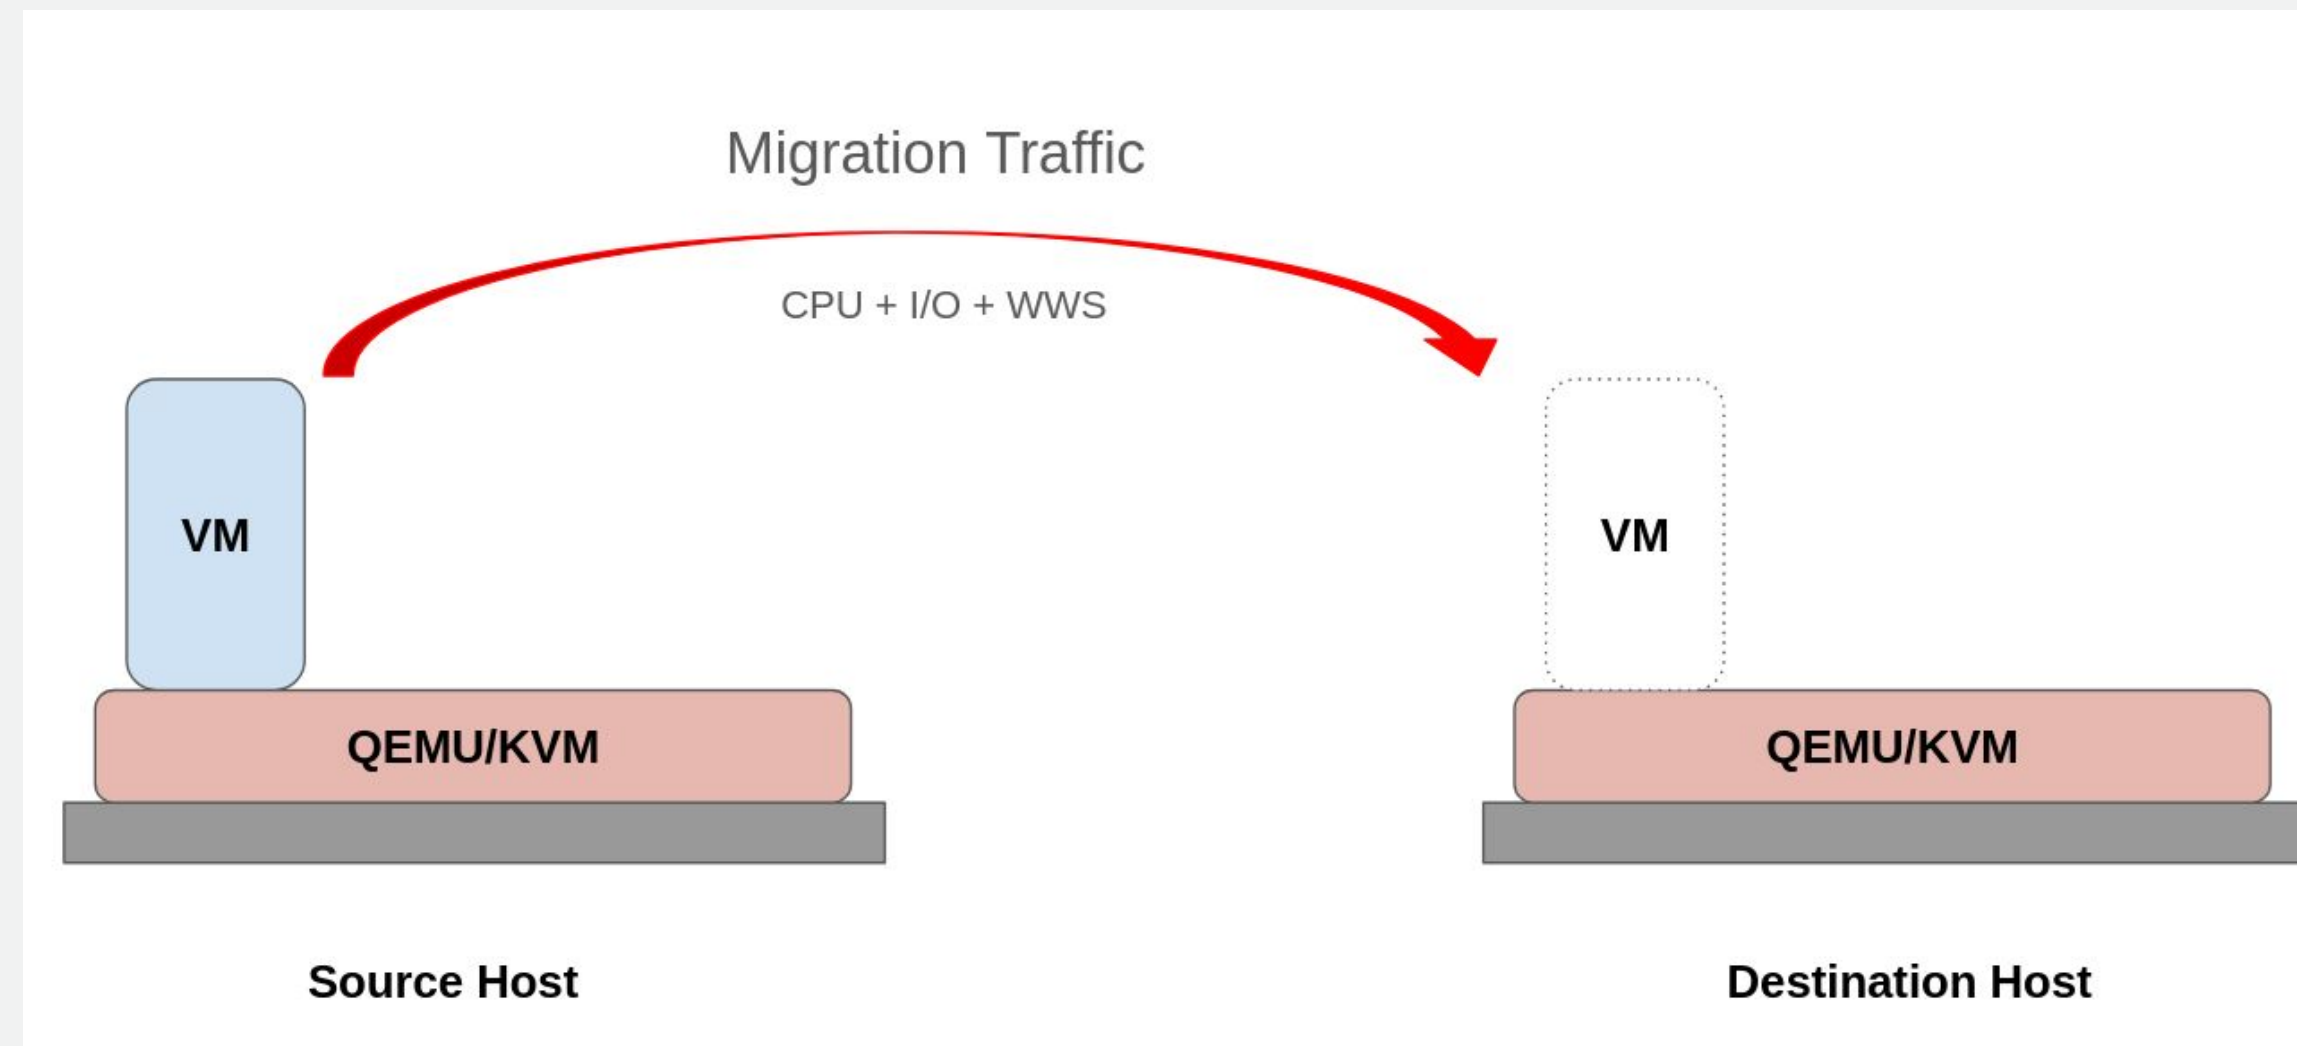 Migration Traffic
CPU + I/O + WWS
VM
VM
QEMU/KVM
QEMU/KVM
Source Host
Destination Host